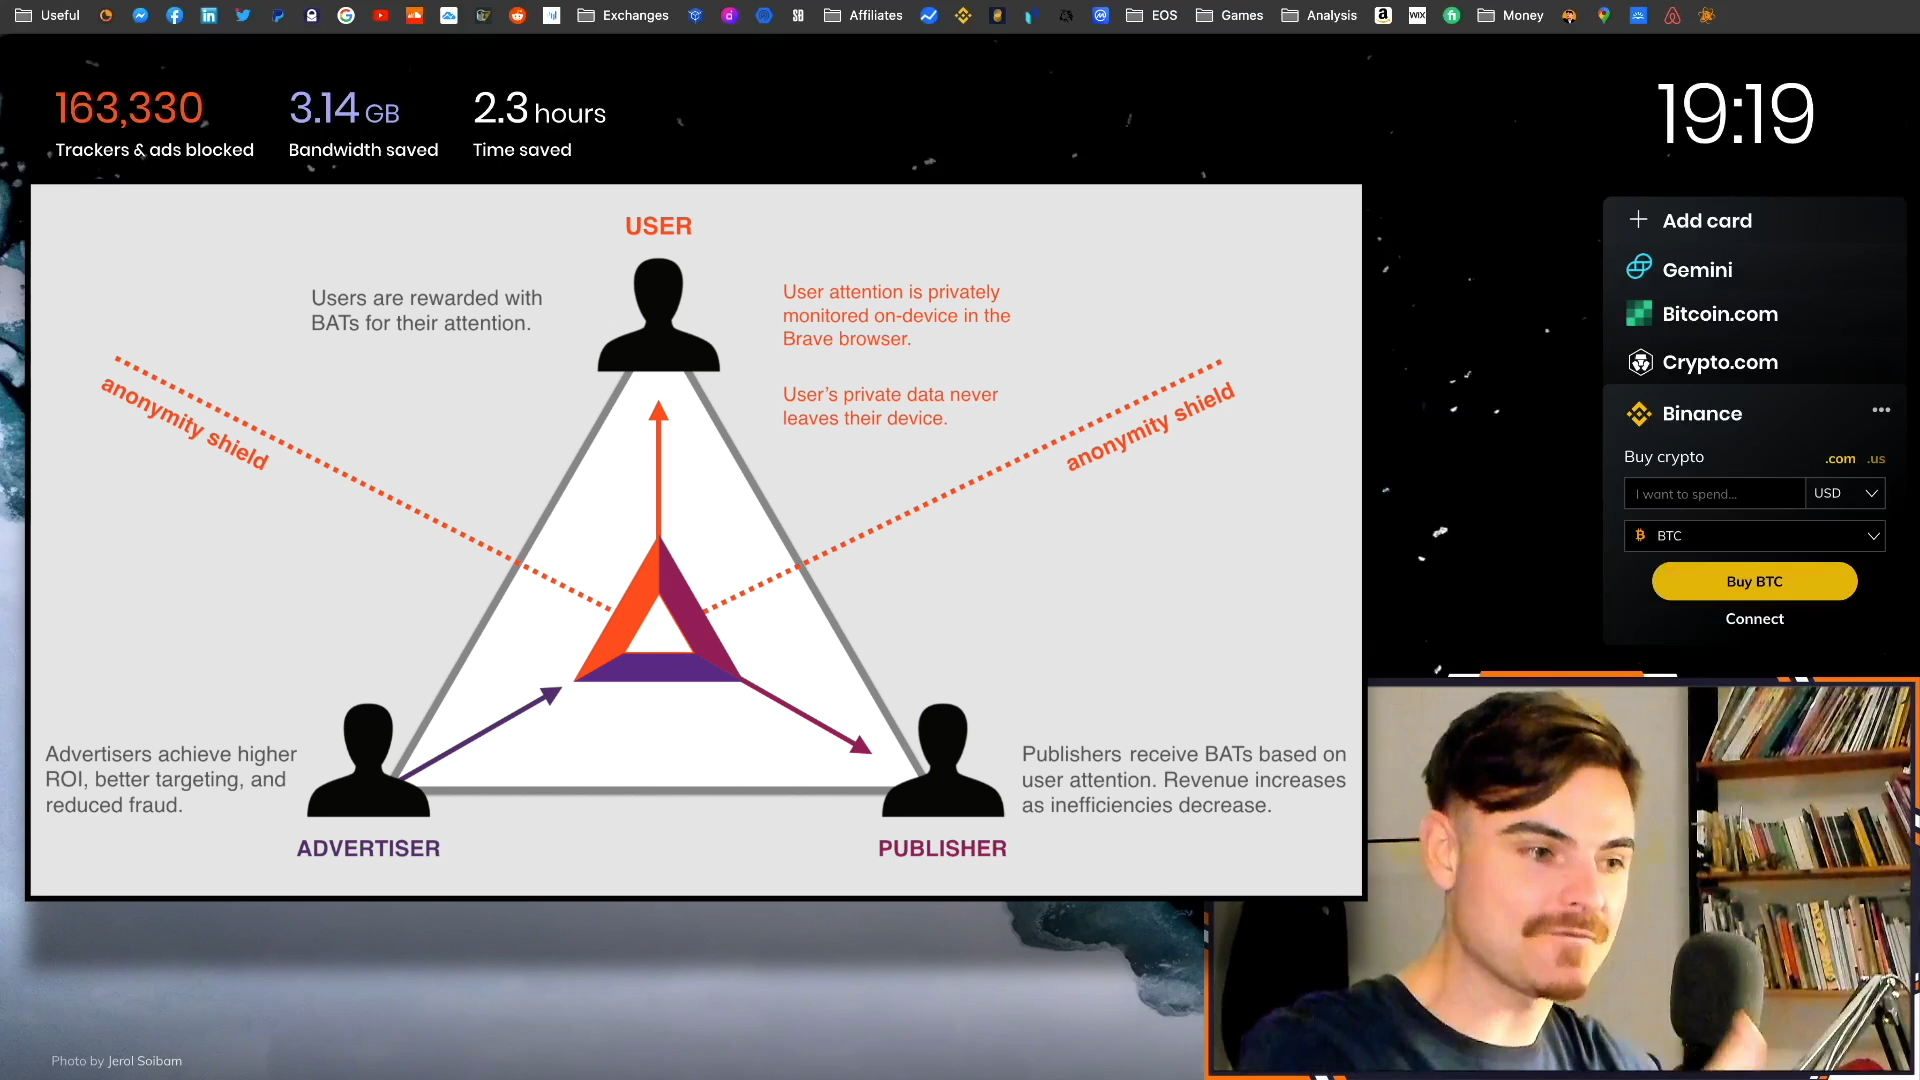 Useful
Exchanges
Affiliates
EOS
Games
Analysis
Money
163,330
Trackers & ads blocked
3.14 GB
Bandwidth saved
2.3 hours
Time saved
19:19
USER
Users are rewarded with
BATs for their attention.
User attention is privately
monitored on-device in the
Brave browser.
User's private data never
leaves their device.
anonymity shield
anonymity shield
Advertisers achieve higher
ROI, better targeting, and
reduced fraud.
ADVERTISER
Publishers receive BATs based on
user attention. Revenue increases
as inefficiencies decrease.
PUBLISHER
Add card
Gemini
Bitcoin.com
Crypto.com
Binance
Buy crypto
.com .us
I want to spend...
USD
BTC
Buy BTC
Connect
Photo by Jerol Soibam